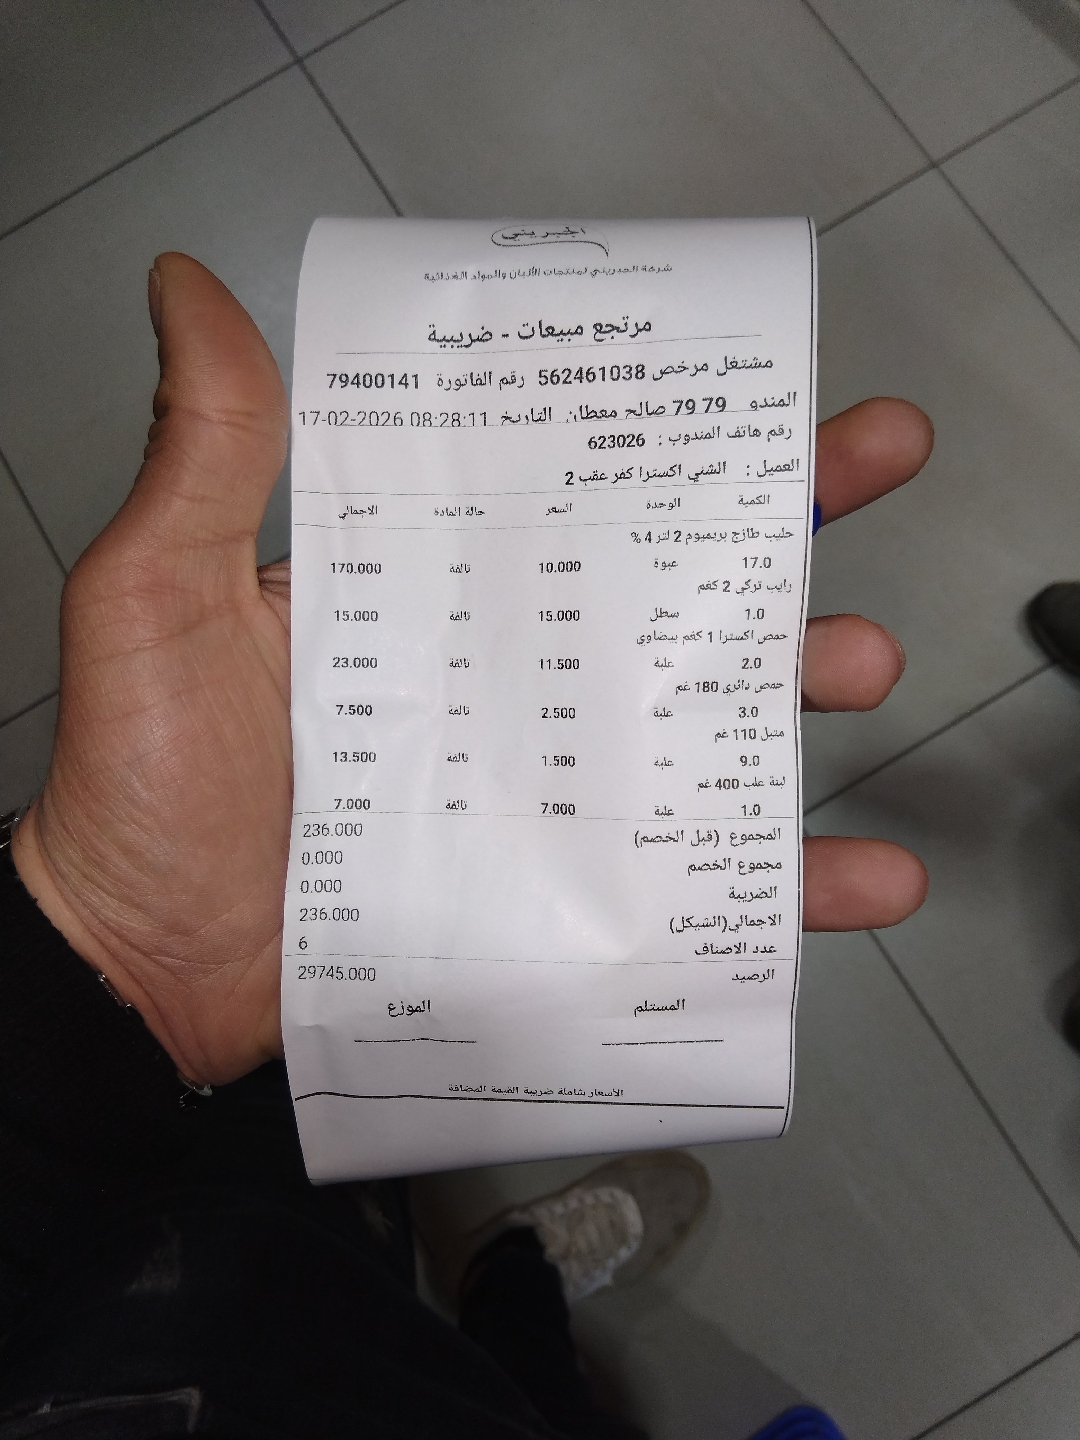 الجبريني
شركة الجبريني لمنتجات الألبان والمواد الغذائية
مرتجع مبيعات - ضريبية
مشتغل مرخص 562461038 رقم الفاتورة 79400141
المندو 79 79 صالح معطان التاريخ 17-02-2026 08:28:11
رقم هاتف المندوب : 623026
العميل : الشني اكسترا كفر عقب 2
الكمية الوحدة السعر حالة المادة الاجمالي
حليب طازج بريميوم 2 لتر 4 %
17.0 عبوة 10.000 تالفة 170.000
رايب تركي 2 كغم
1.0 سطل 15.000 تالفة 15.000
حمص اكسترا 1 كغم بيضاوي
2.0 علبة 11.500 تالفة 23.000
حمص دائري 180 غم
3.0 علبة 2.500 تالفة 7.500
متبل 110 غم
9.0 علبة 1.500 تالفة 13.500
لبنة علب 400 غم
1.0 علبة 7.000 تالفة 7.000
المجموع (قبل الخصم) 236.000
مجموع الخصم 0.000
الضريبة 0.000
الاجمالي(الشيكل) 236.000
عدد الاصناف 6
الرصيد 29745.000
المستلم الموزع
الأسعار شاملة ضريبة القيمة المضافة